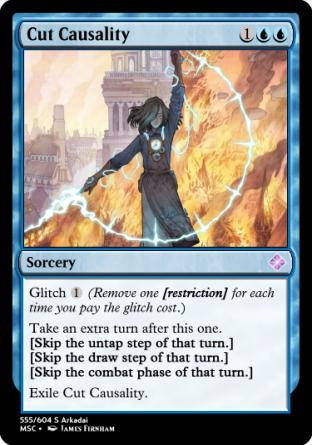 Cut Causality 1
Sorcery
Glitch 1 (Remove one [restriction] for each
time you pay the glitch cost.)
Take an extra turn after this one.
[Skip the untap step of that turn.]
[Skip the draw step of that turn.]
[Skip the combat phase of that turn.]
Exile Cut Causality.
555/604 S Arkadai
MSC • James Firnham